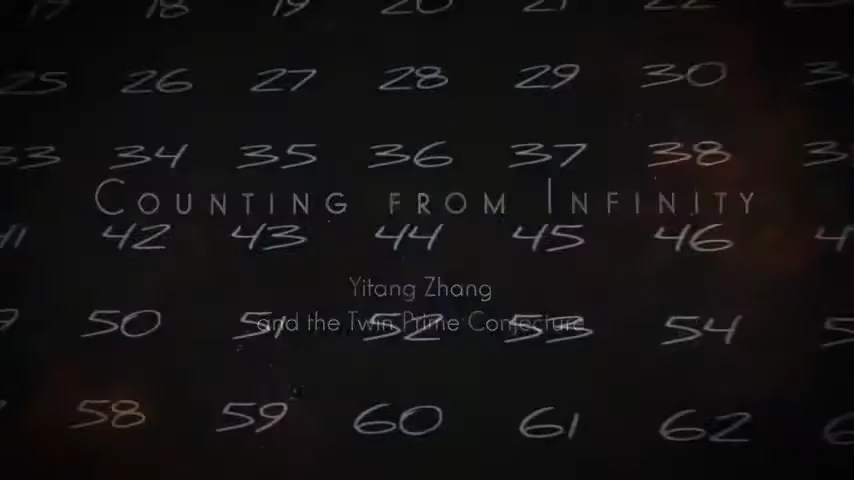 17 18 19 20 21 22
25 26 27 28 29 30
33 34 35 36 37 38
COUNTING FROM INFINITY
42 43 44 45 46
Yitang Zhang
and the Twin Prime Conjecture
50 51 52 53 54
58 59 60 61 62